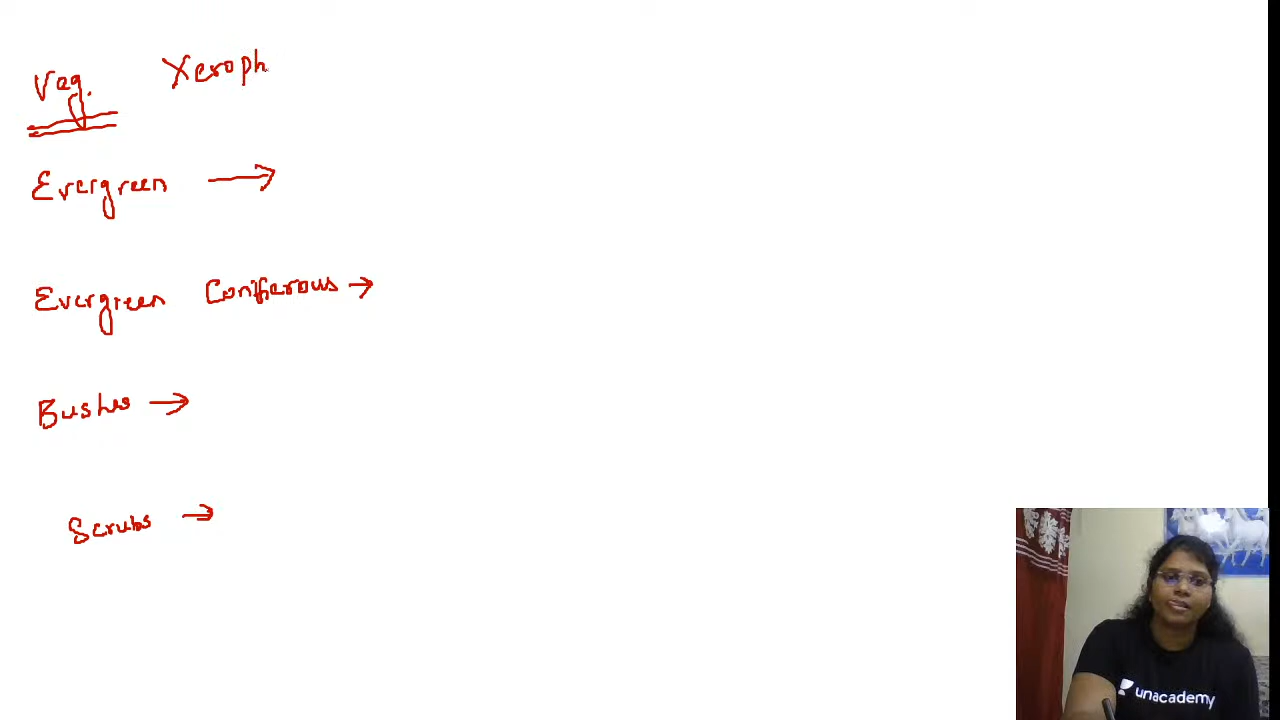 Veg. Xeroph
Evergreen →
Evergreen Coniferous →
Bushes →
Scrubs →
unacademy